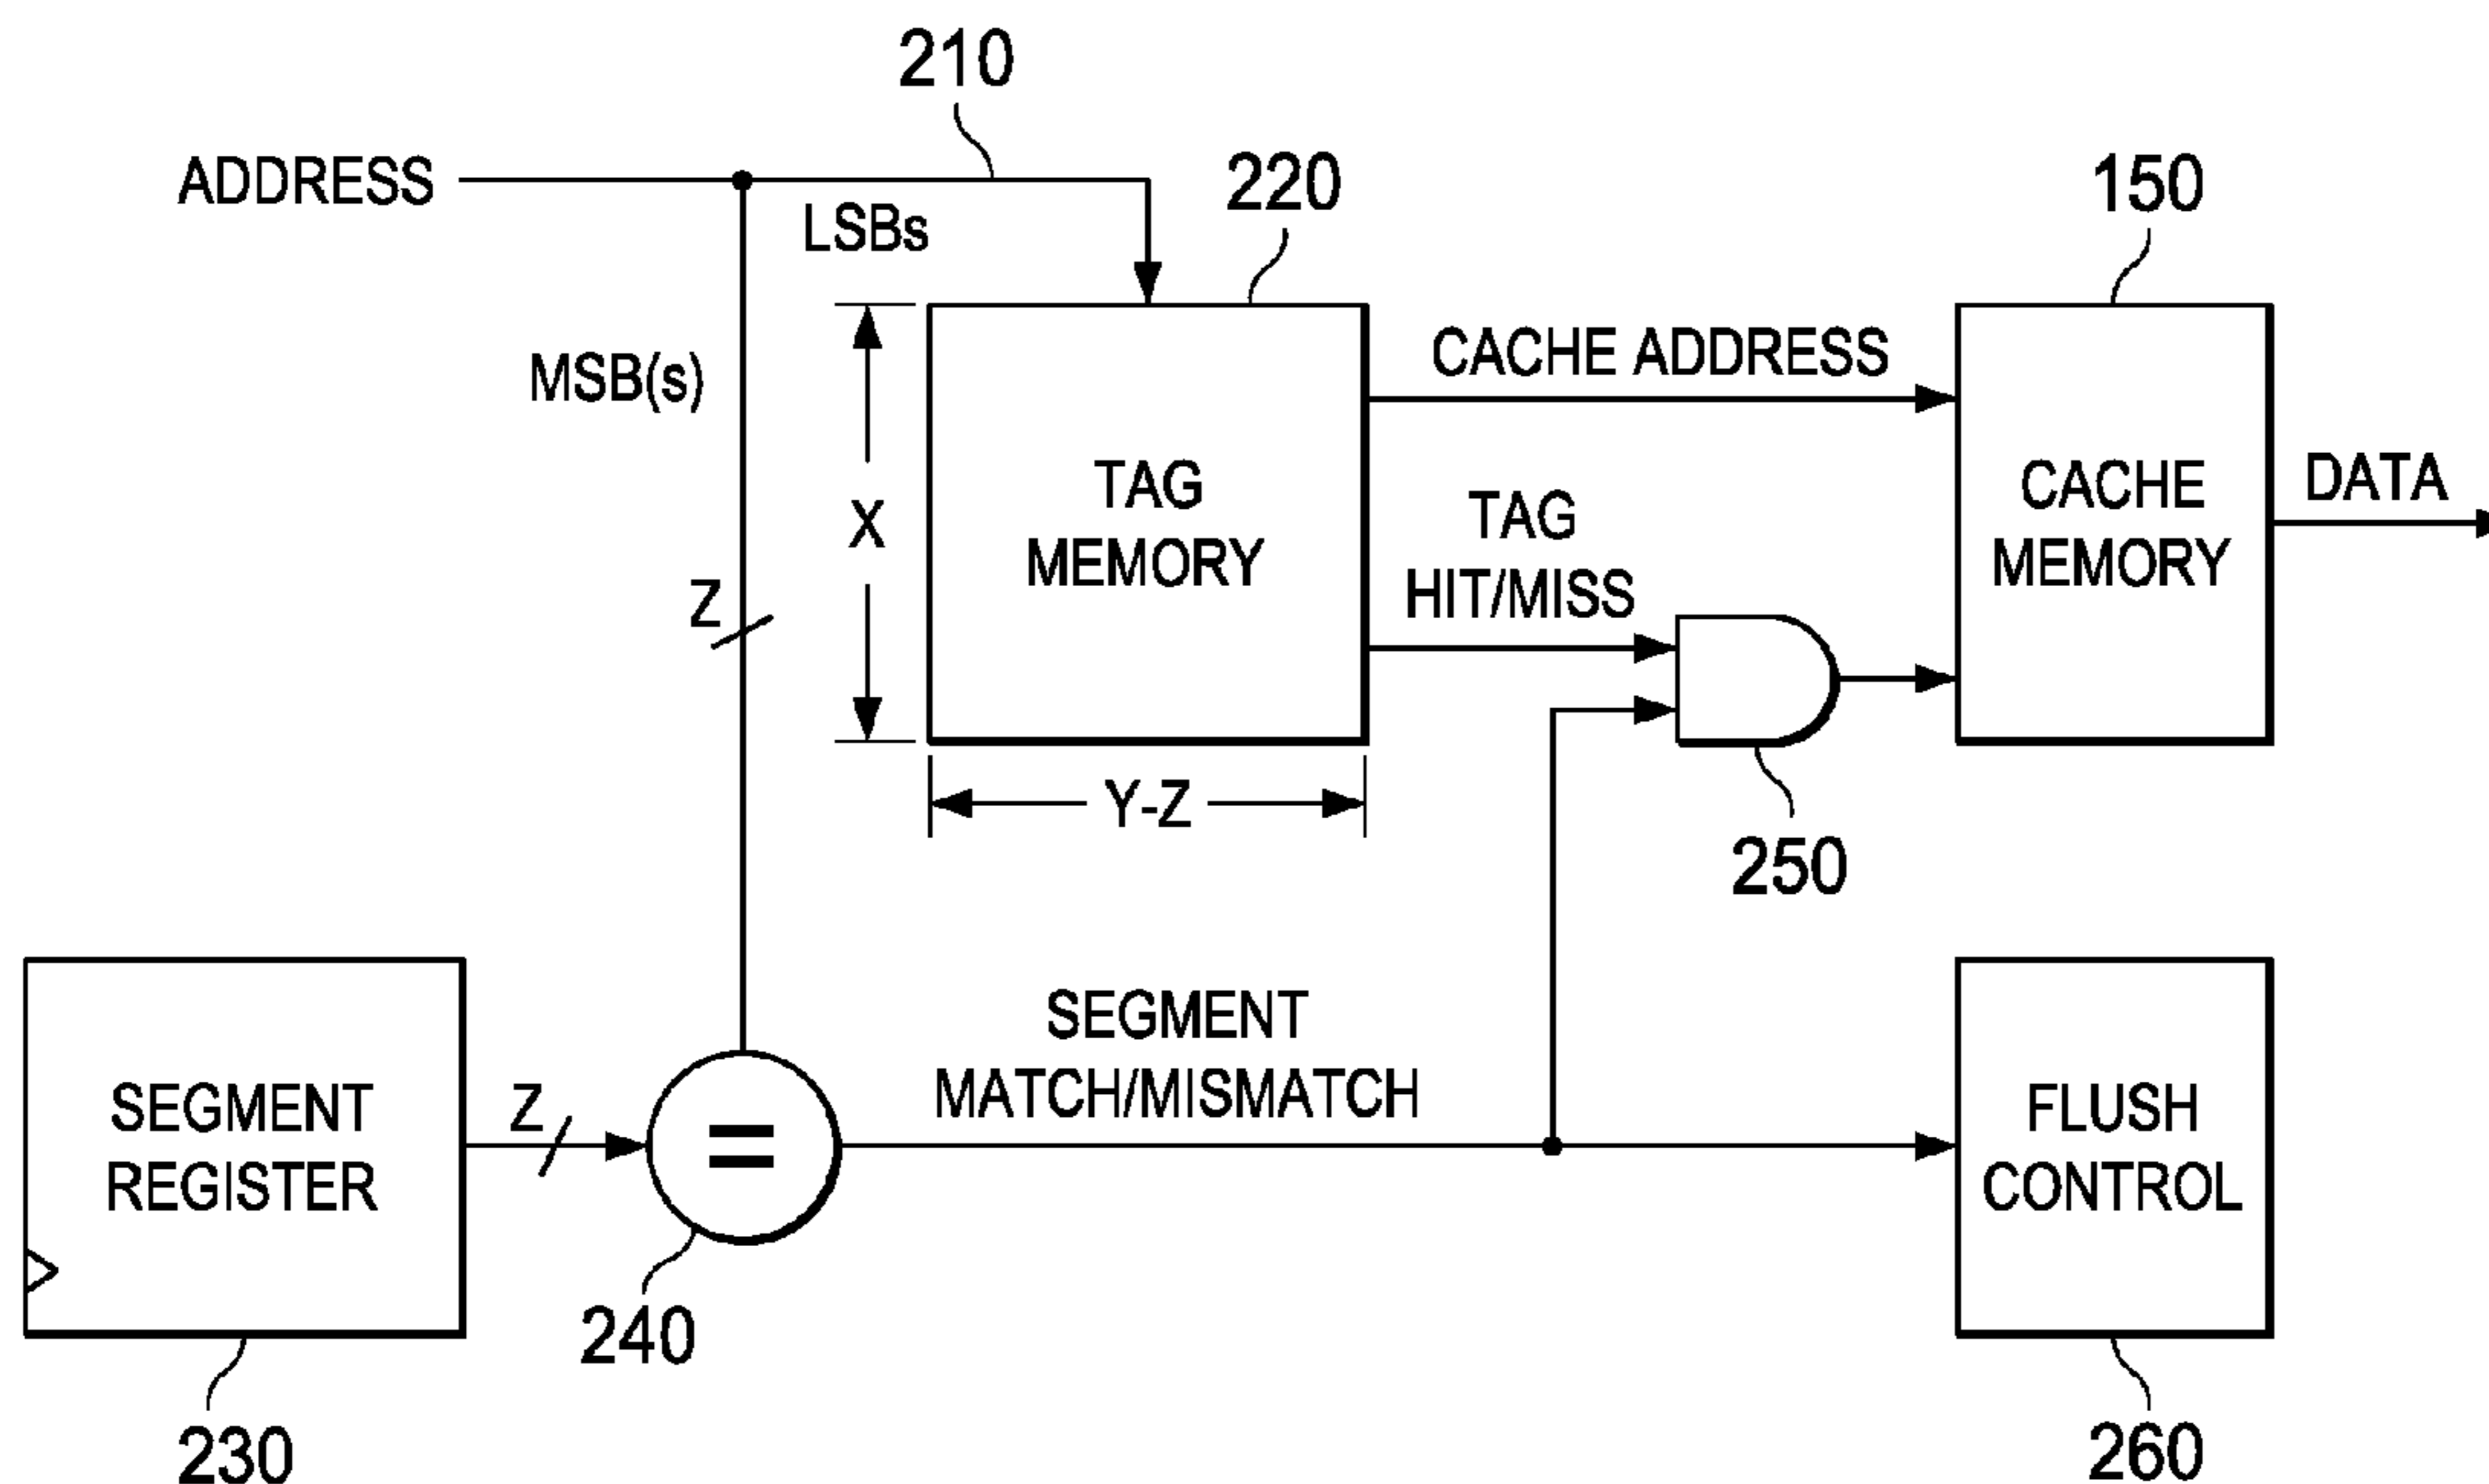 210
ADDRESS
LSBs
220
150
MSB(s)
CACHE ADDRESS
TAG
MEMORY
X
TAG
HIT/MISS
CACHE
MEMORY
DATA
Z
Y-Z
250
SEGMENT
REGISTER
Z
=
SEGMENT
MATCH/MISMATCH
FLUSH
CONTROL
240
230
260